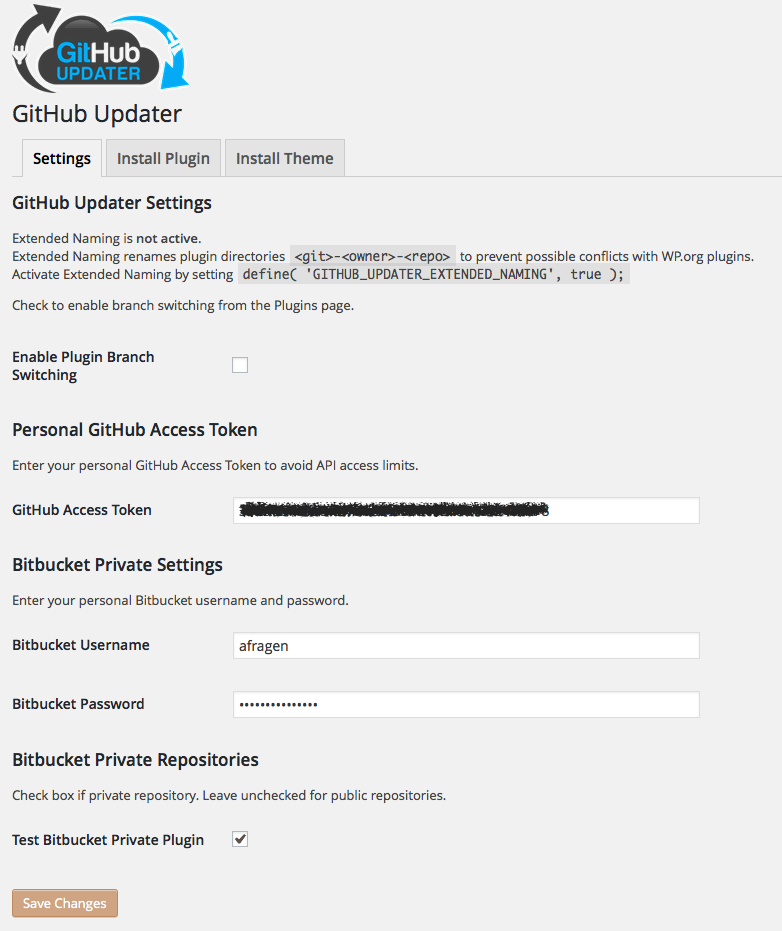 GitHub
UPDATER
GitHub Updater
Settings
Install Plugin
Install Theme
GitHub Updater Settings
Extended Naming is not active.
Extended Naming renames plugin directories <git>-<owner>-<repo> to prevent possible conflicts with WP.org plugins.
Activate Extended Naming by setting define( 'GITHUB_UPDATER_EXTENDED_NAMING', true );
Check to enable branch switching from the Plugins page.
Enable Plugin Branch
Switching
Personal GitHub Access Token
Enter your personal GitHub Access Token to avoid API access limits.
GitHub Access Token
Bitbucket Private Settings
Enter your personal Bitbucket username and password.
Bitbucket Username
afragen
Bitbucket Password
•••••••••••••••
Bitbucket Private Repositories
Check box if private repository. Leave unchecked for public repositories.
Test Bitbucket Private Plugin
Save Changes